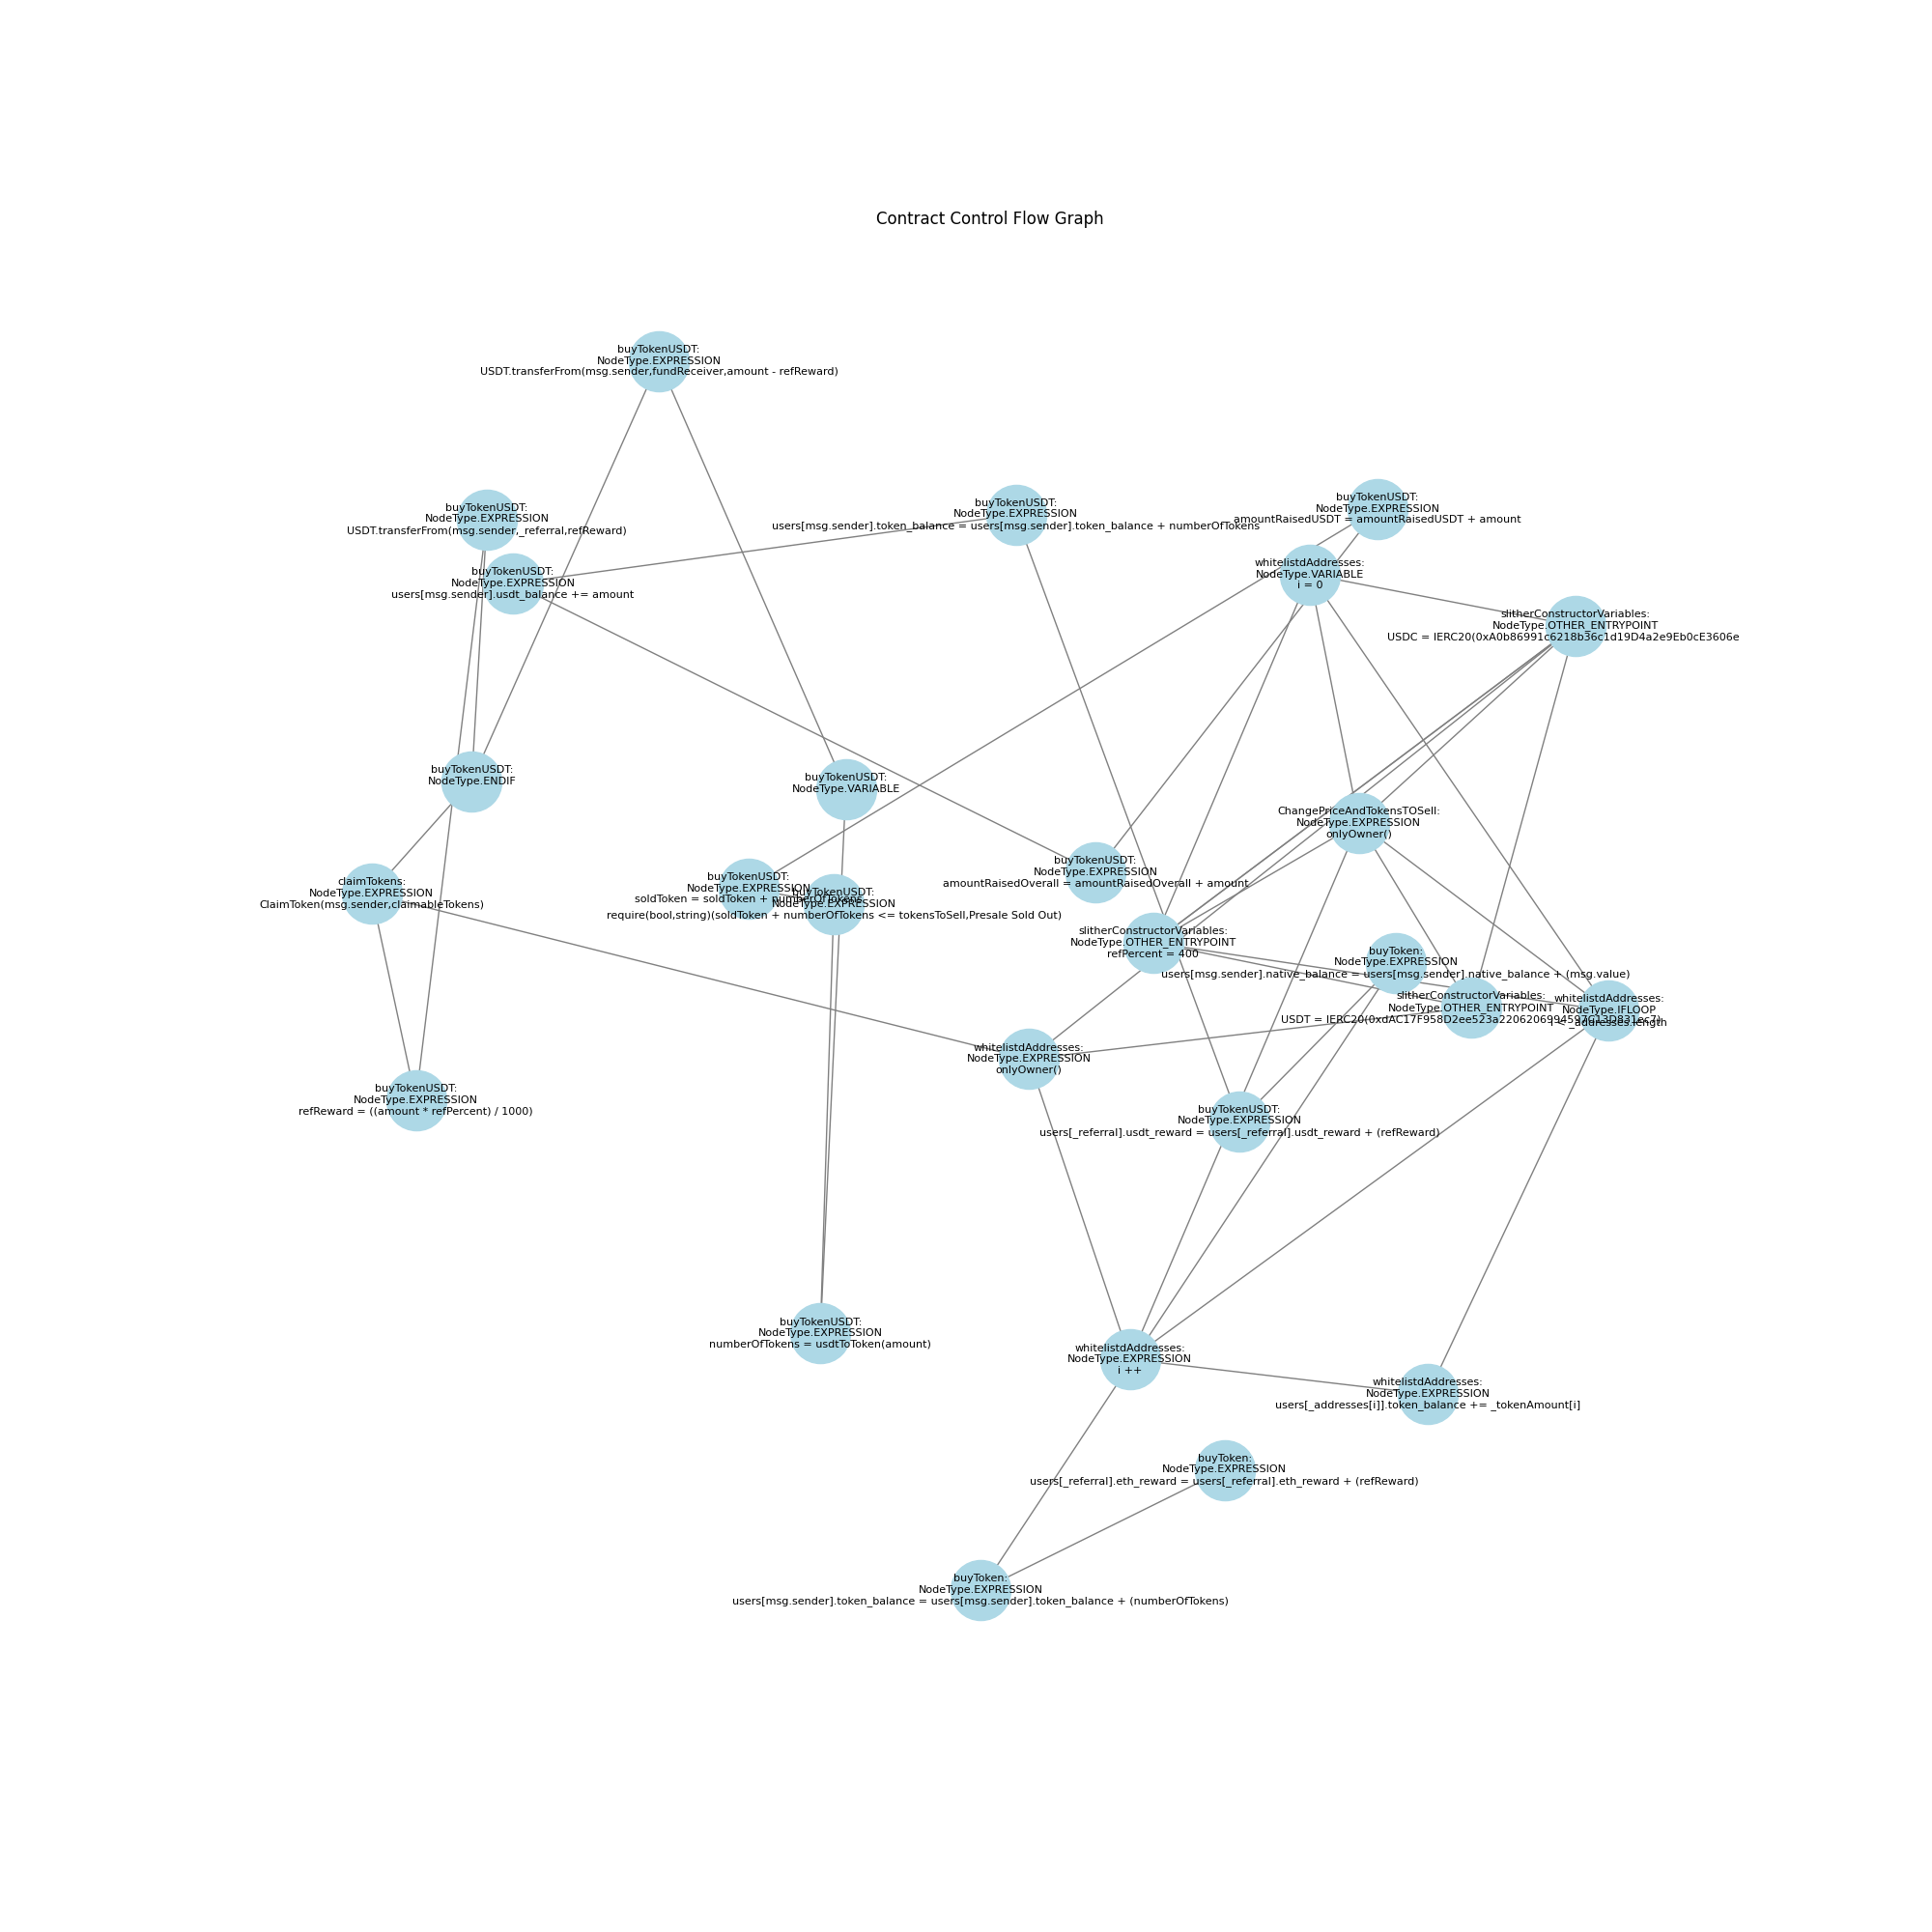 Contract Control Flow Graph
buyTokenUSDT:
NodeType.EXPRESSION
USDT.transferFrom(msg.sender,fundReceiver,amount - refReward)
buyTokenUSDT:
NodeType.EXPRESSION
USDT.transferFrom(msg.sender,_referral,refReward)
buyTokenUSDT:
NodeType.EXPRESSION
users[msg.sender].token_balance = users[msg.sender].token_balance + numberOfTokens
buyTokenUSDT:
NodeType.EXPRESSION
amountRaisedUSDT = amountRaisedUSDT + amount
buyTokenUSDT:
NodeType.EXPRESSION
users[msg.sender].usdt_balance += amount
whitelistdAddresses:
NodeType.VARIABLE
i = 0
slitherConstructorVariables:
NodeType.OTHER_ENTRYPOINT
USDC = IERC20(0xA0b86991c6218b36c1d19D4a2e9Eb0cE3606e
buyTokenUSDT:
NodeType.ENDIF
buyTokenUSDT:
NodeType.VARIABLE
ChangePriceAndTokensTOSell:
NodeType.EXPRESSION
onlyOwner()
claimTokens:
NodeType.EXPRESSION
ClaimToken(msg.sender,claimableTokens)
buyTokenUSDT:
NodeType.EXPRESSION
soldToken = soldToken + numberOfTokens
buyTokenUSDT:
NodeType.EXPRESSION
require(bool,string)(soldToken + numberOfTokens <= tokensToSell,Presale Sold Out)
buyTokenUSDT:
NodeType.EXPRESSION
amountRaisedOverall = amountRaisedOverall + amount
slitherConstructorVariables:
NodeType.OTHER_ENTRYPOINT
refPercent = 400
buyToken:
NodeType.EXPRESSION
users[msg.sender].native_balance = users[msg.sender].native_balance + (msg.value)
slitherConstructorVariables:
NodeType.OTHER_ENTRYPOINT
USDT = IERC20(0xdAC17F958D2ee523a2206206994597C13D831ec7)
whitelistdAddresses:
NodeType.IFLOOP
i < _addresses.length
whitelistdAddresses:
NodeType.EXPRESSION
onlyOwner()
buyTokenUSDT:
NodeType.EXPRESSION
refReward = ((amount * refPercent) / 1000)
buyTokenUSDT:
NodeType.EXPRESSION
users[_referral].usdt_reward = users[_referral].usdt_reward + (refReward)
buyTokenUSDT:
NodeType.EXPRESSION
numberOfTokens = usdtToToken(amount)
whitelistdAddresses:
NodeType.EXPRESSION
i ++
whitelistdAddresses:
NodeType.EXPRESSION
users[_addresses[i]].token_balance += _tokenAmount[i]
buyToken:
NodeType.EXPRESSION
users[_referral].eth_reward = users[_referral].eth_reward + (refReward)
buyToken:
NodeType.EXPRESSION
users[msg.sender].token_balance = users[msg.sender].token_balance + (numberOfTokens)